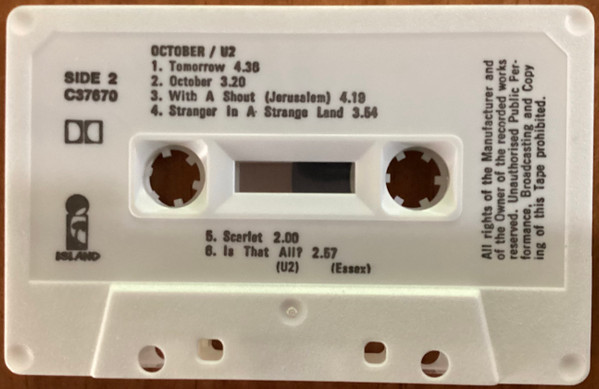 OCTOBER / U2
SIDE 2
C37670
1. Tomorrow 4.36
2. October 3.20
3. With A Shout (Jerusalem) 4.19
4. Stranger In A Strange Land 3.54
5. Scarlet 2.00
6. Is That All? 2.57
(U2) (Essex)
ISLAND
All rights of the Manufacturer and
of the Owner of the recorded works
reserved. Unauthorised Public Per-
formance, Broadcasting and Copy
ing of this Tape prohibited.